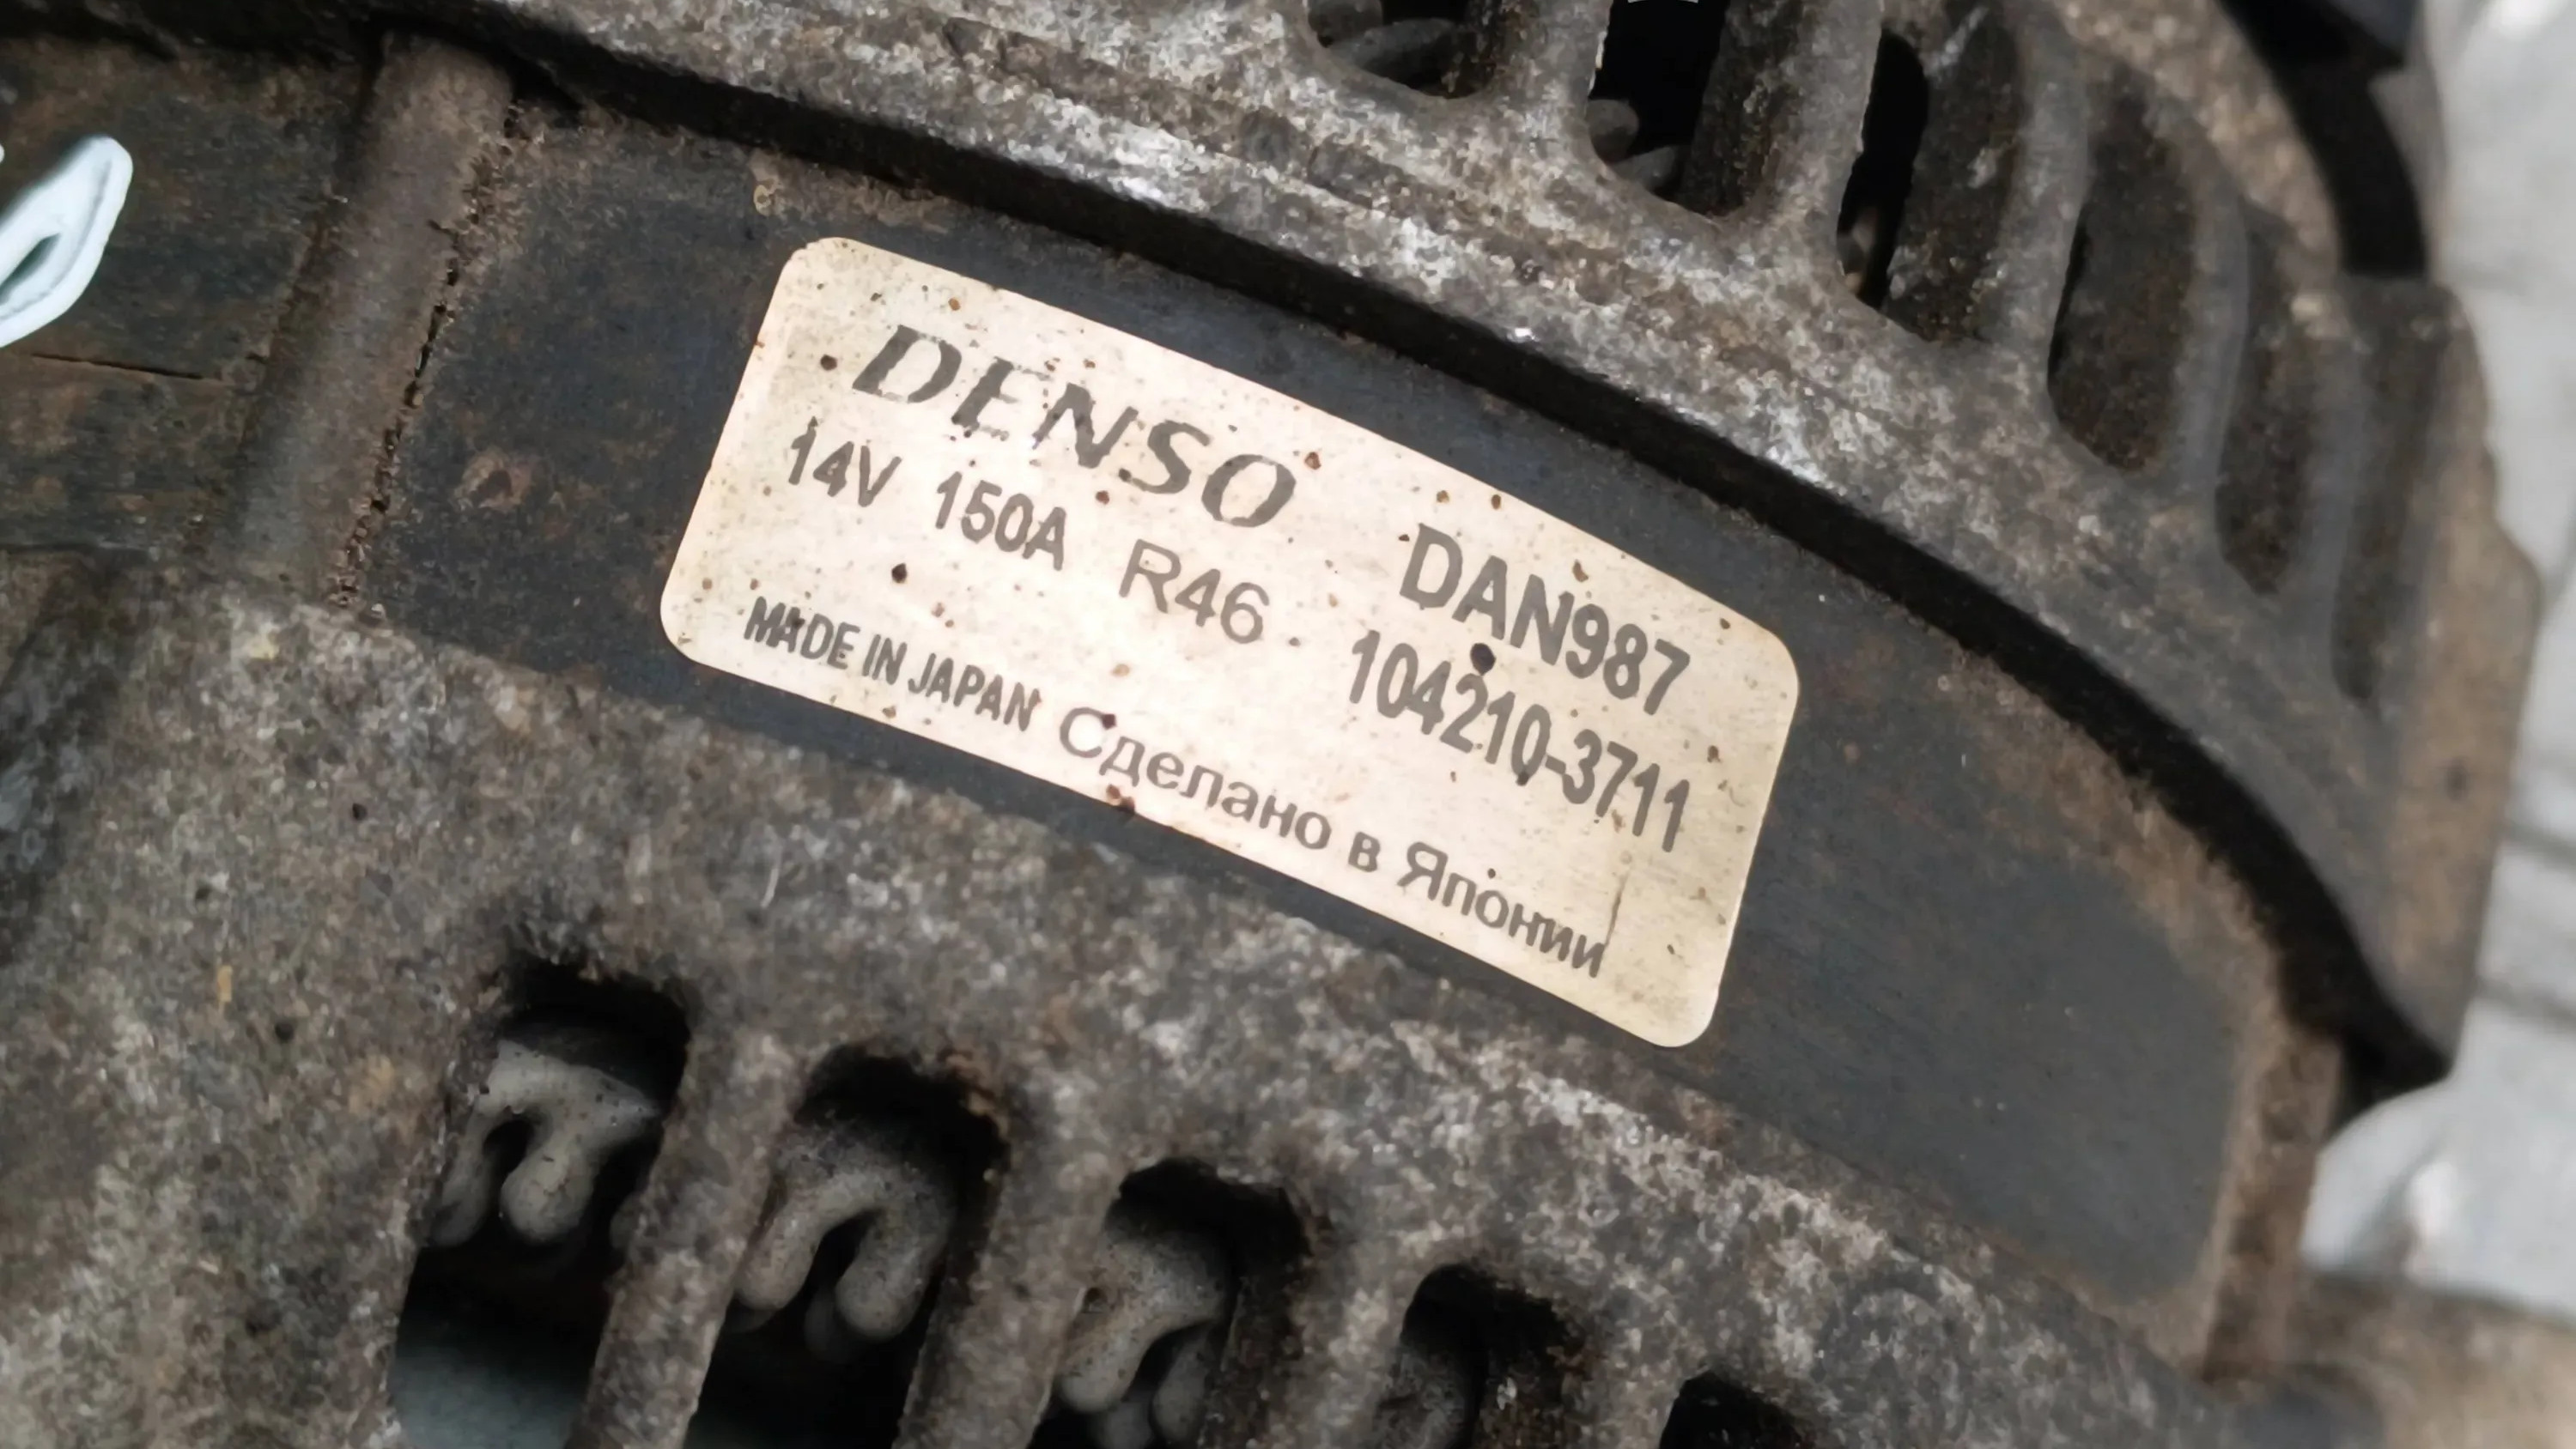 DENSO DAN987
14V 150A R46 104210-3711
MADE IN JAPAN Сделано в Японии